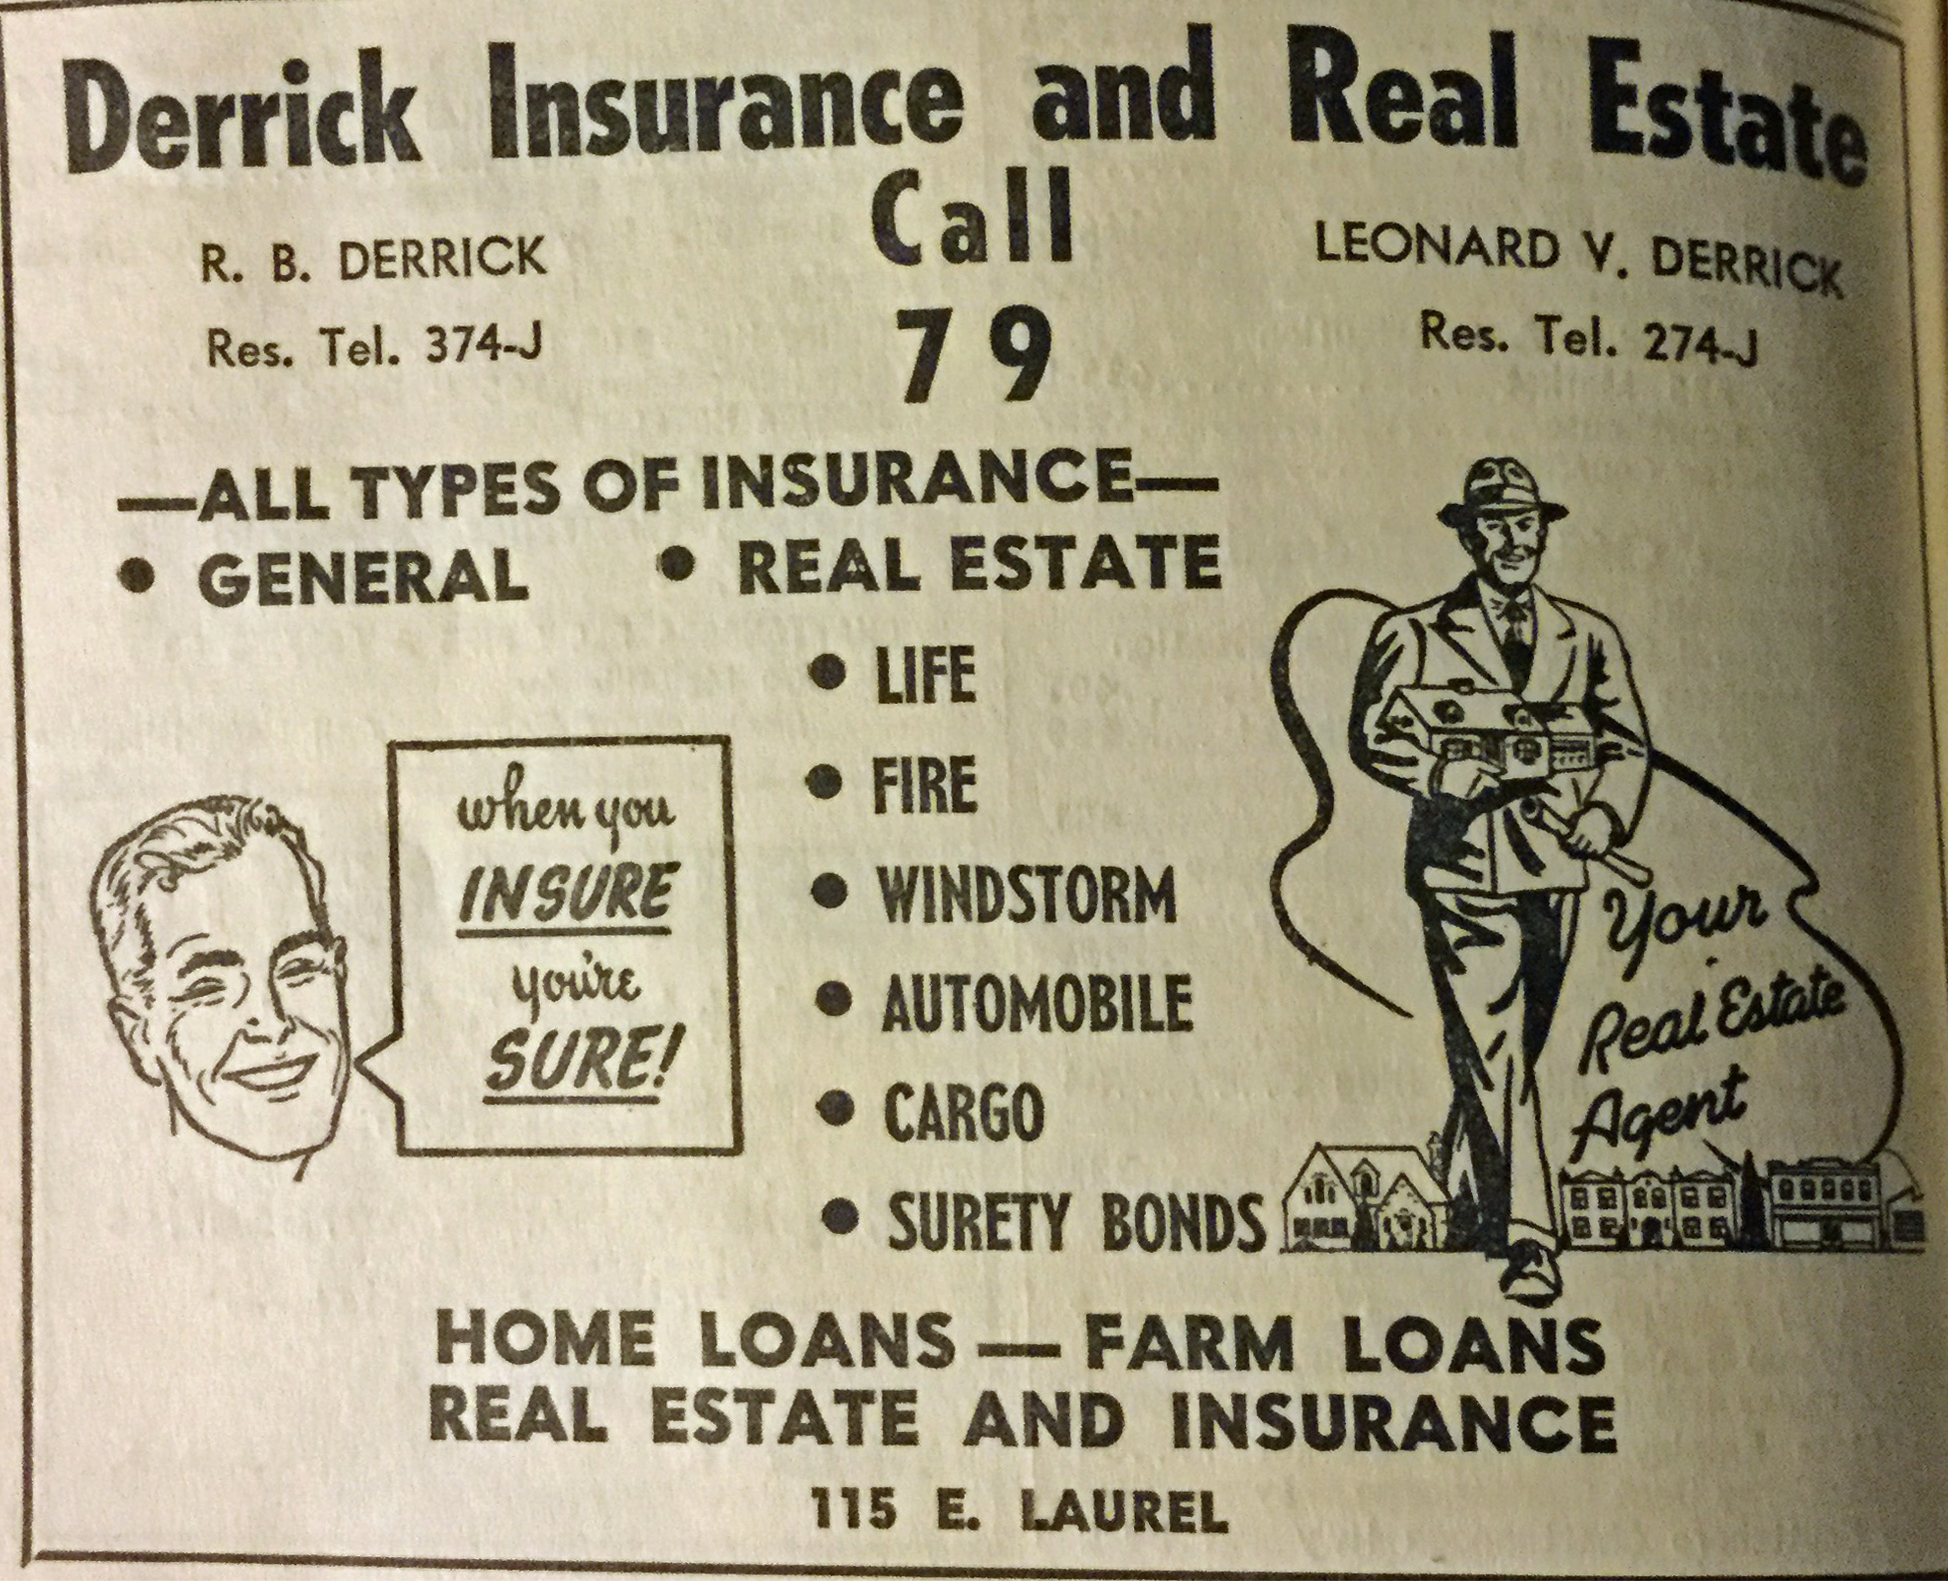 Derrick Insurance and Real Estate
Call
79
R. B. DERRICK
Res. Tel. 374-J
LEONARD V. DERRICK
Res. Tel. 274-J
—ALL TYPES OF INSURANCE—
• GENERAL • REAL ESTATE
• LIFE
• FIRE
• WINDSTORM
• AUTOMOBILE
• CARGO
• SURETY BONDS
when you
INSURE
you're
SURE!
Your
Real Estate
Agent
HOME LOANS — FARM LOANS
REAL ESTATE AND INSURANCE
115 E. LAUREL